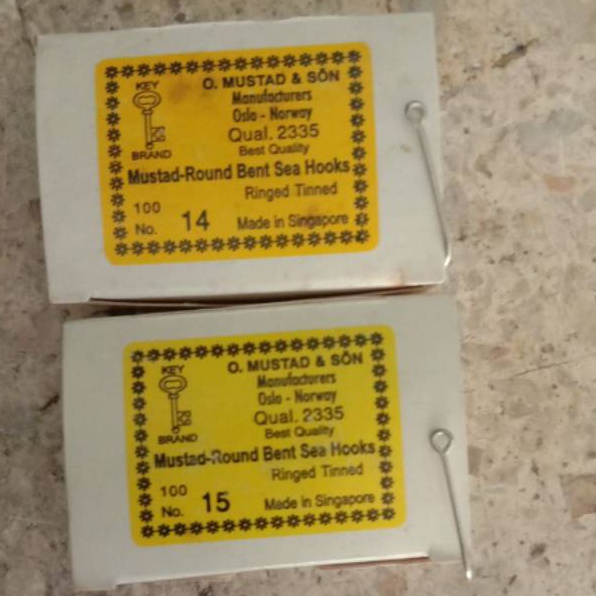 KEY
BRAND
O. MUSTAD & SÖN
Manufacturers
Oslo - Norway
Qual. 2335
Best Quality
Mustad-Round Bent Sea Hooks
Ringed Tinned
100
No. 14
Made in Singapore
KEY
BRAND
O. MUSTAD & SÖN
Manufacturers
Oslo - Norway
Qual. 2335
Best Quality
Mustad-Round Bent Sea Hooks
Ringed Tinned
100
No. 15
Made in Singapore